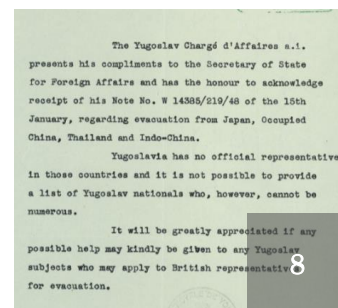 The Yugoslav Chargé d'Affaires a.i.
presents his compliments to the Secretary of State
for Foreign Affairs and has the honour to acknowledge
receipt of his Note No. W 14385/219/48 of the 15th
January, regarding evacuation from Japan, Occupied
China, Thailand and Indo-China.
Yugoslavia has no official representative
in those countries and it is not possible to provide
a list of Yugoslav nationals who, however, cannot be
numerous.
It will be greatly appreciated if any
possible help may kindly be given to any Yugoslav
subjects who may apply to British representatives
for evacuation.
8